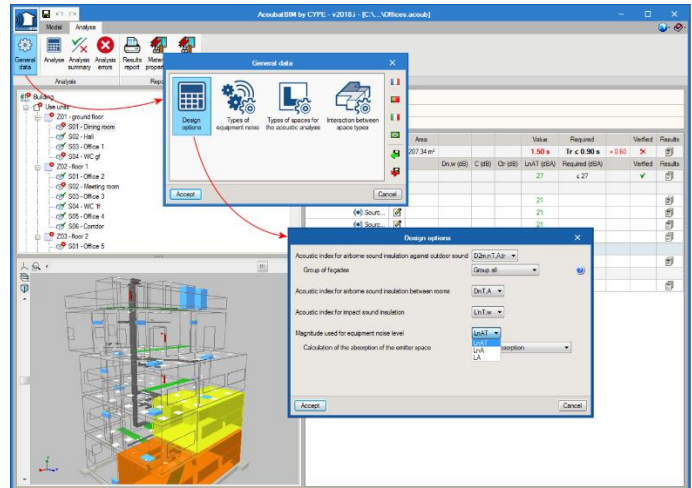 AcoubatBIM by CYPE - v2018.i - [C:\...\Offices.acoub]
Model Analyse
General data
Analyse
Analysis summary
Analysis errors
Results report
Analysis
General data
Design options
Types of equipment noise
Types of spaces for the acoustic analysis
Interaction between space types
Accept Cancel
Building
Use units
Z01 - ground floor
S01 - Dining room
S02 - Hall
S03 - Office 1
S04 - WC gf
Z02 - floor 1
S01 - Office 2
S02 - Meeting room
S03 - Office 3
S04 - WC 1f
S05 - Office 4
S06 - Corridor
Z03 - floor 2
S01 - Office 5
Area Value Required Verified Results
207.34 m² 1.50 s Tr ≤ 0.90 s + 0.60
Dn,w (dB) C (dB) Ctr (dB) LnAT (dBA) Required (dBA) Verified Results
27 ≤ 27
21
Sourc... 21
Sourc... 21
Design options
Acoustic index for airborne sound insulation against outdoor sound D2m,nT,Atr
Group of façades Group all
Acoustic index for airborne sound insulation between rooms DnT,A
Acoustic index for impact sound insulation L'nT,w
Magnitude used for equipment noise level LnAT
LnAT
Calculation of the absorption of the emitter space
LnA
LA
Accept Cancel